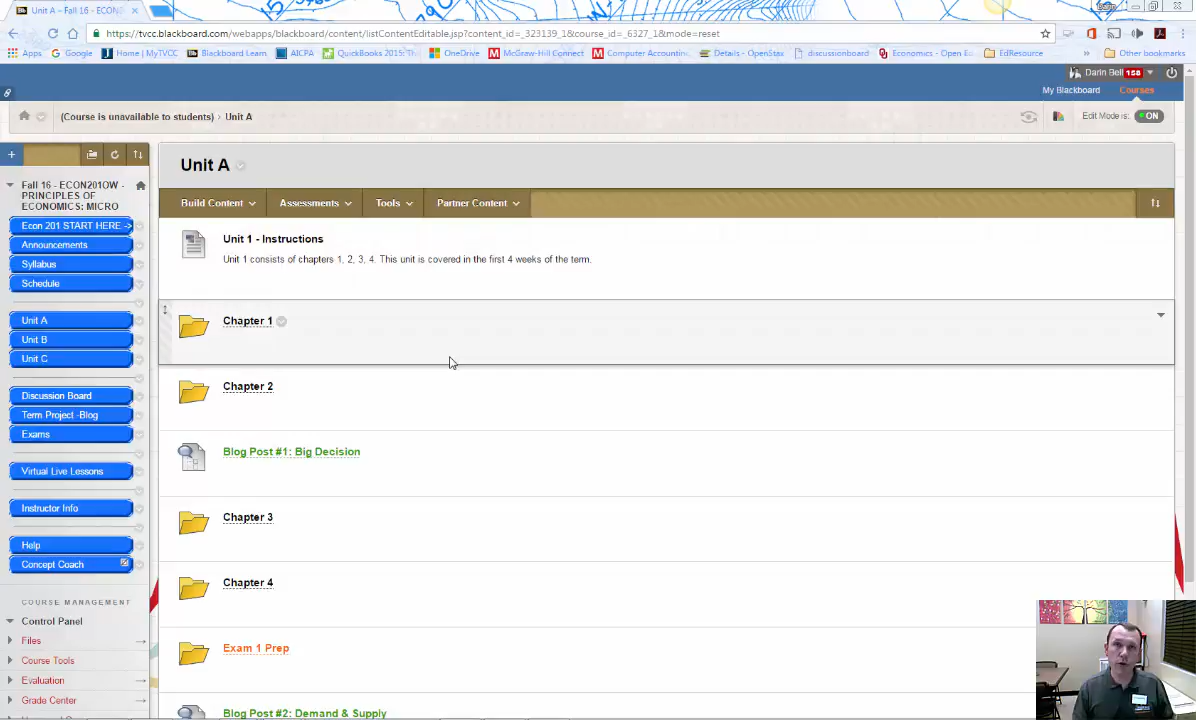 Unit A – Fall 16 - ECON2
https://tvcc.blackboard.com/webapps/blackboard/content/listContentEditable.jsp?content_id=_323139_1&course_id=_6327_1&mode=reset
Apps Google Home | MyTVCC Blackboard Learn AICPA QuickBooks 2015: Th OneDrive McGraw-Hill Connect Computer Accountin Details - OpenStax discussionboard Economics - Open Ed EdResource Other bookmarks
Darin Bell 158
My Blackboard Courses
(Course is unavailable to students) › Unit A Edit Mode is: ON
Unit A
Build Content Assessments Tools Partner Content
Fall 16 - ECON201OW -
PRINCIPLES OF
ECONOMICS: MICRO
Econ 201 START HERE ->
Announcements
Syllabus
Schedule
Unit A
Unit B
Unit C
Discussion Board
Term Project -Blog
Exams
Virtual Live Lessons
Instructor Info
Help
Concept Coach
COURSE MANAGEMENT
Control Panel
Files
Course Tools
Evaluation
Grade Center
Unit 1 - Instructions
Unit 1 consists of chapters 1, 2, 3, 4. This unit is covered in the first 4 weeks of the term.
Chapter 1
Chapter 2
Blog Post #1: Big Decision
Chapter 3
Chapter 4
Exam 1 Prep
Blog Post #2: Demand & Supply